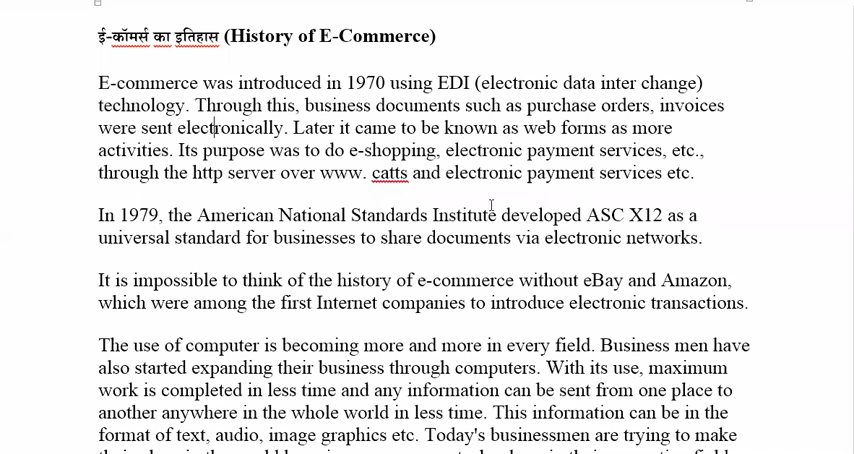 ई-कॉमर्स का इतिहास (History of E-Commerce)
E-commerce was introduced in 1970 using EDI (electronic data inter change)
technology. Through this, business documents such as purchase orders, invoices
were sent electronically. Later it came to be known as web forms as more
activities. Its purpose was to do e-shopping, electronic payment services, etc.,
through the http server over www. catts and electronic payment services etc.
In 1979, the American National Standards Institute developed ASC X12 as a
universal standard for businesses to share documents via electronic networks.
It is impossible to think of the history of e-commerce without eBay and Amazon,
which were among the first Internet companies to introduce electronic transactions.
The use of computer is becoming more and more in every field. Business men have
also started expanding their business through computers. With its use, maximum
work is completed in less time and any information can be sent from one place to
another anywhere in the whole world in less time. This information can be in the
format of text, audio, image graphics etc. Today's businessmen are trying to make